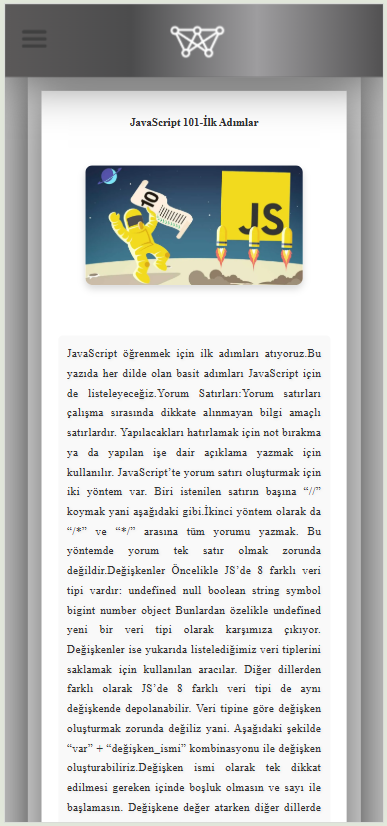 JavaScript 101-İlk Adımlar
10
JS
JavaScript öğrenmek için ilk adımları atıyoruz.Bu
yazıda her dilde olan basit adımları JavaScript için
de listeleyeceğiz.Yorum Satırları:Yorum satırları
çalışma sırasında dikkate alınmayan bilgi amaçlı
satırlardır. Yapılacakları hatırlamak için not bırakma
ya da yapılan işe dair açıklama yazmak için
kullanılır. JavaScript’te yorum satırı oluşturmak için
iki yöntem var. Biri istenilen satırın başına “//”
koymak yani aşağıdaki gibi.İkinci yöntem olarak da
“/*” ve “*/” arasına tüm yorumu yazmak. Bu
yöntemde yorum tek satır olmak zorunda
değildir.Değişkenler Öncelikle JS’de 8 farklı veri
tipi vardır: undefined null boolean string symbol
bigint number object Bunlardan özelikle undefined
yeni bir veri tipi olarak karşımıza çıkıyor.
Değişkenler ise yukarıda listelediğimiz veri tiplerini
saklamak için kullanılan aracılar. Diğer dillerden
farklı olarak JS’de 8 farklı veri tipi de aynı
değişkende depolanabilir. Veri tipine göre değişken
oluşturmak zorunda değiliz yani. Aşağıdaki şekilde
“var” + “değişken_ismi” kombinasyonu ile değişken
oluşturabiliriz.Değişken ismi olarak tek dikkat
edilmesi gereken içinde boşluk olmasın ve sayı ile
başlamasın. Değişkene değer atarken diğer dillerde